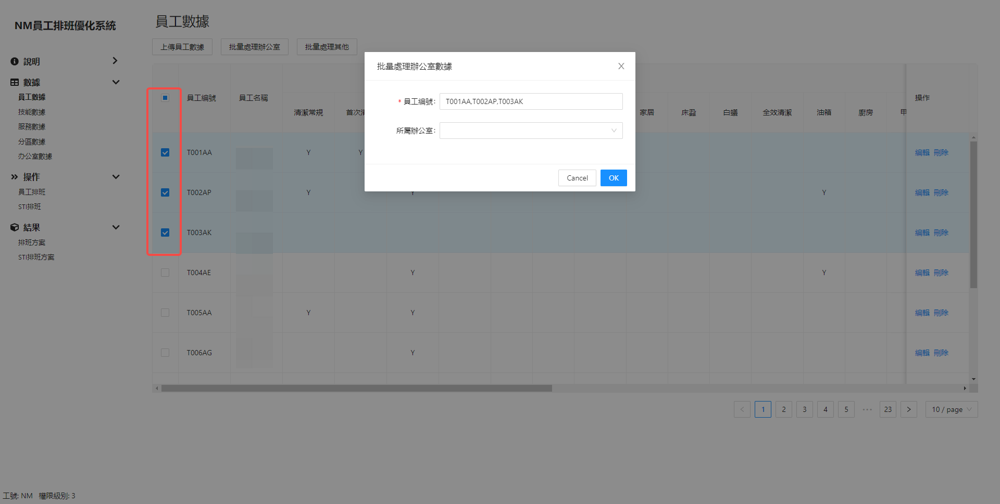 NM員工排班優化系統
說明
數據
員工數據
技能數據
服務數據
分區數據
办公室數據
操作
員工排班
STI排班
結果
排班方案
STI排班方案
工號: NM 權限級別: 3
員工數據
上傳員工數據 批量處理辦公室 批量處理其他
員工编號 員工名稱 操作
清潔常規 首次清 家居 床蝨 白蟻 全效清潔 油箱 廚房 甲
T001AA Y Y 编輯 刪除
T002AP Y Y Y 编輯 刪除
T003AK 编輯 刪除
T004AE Y Y 编輯 刪除
T005AA Y Y 编輯 刪除
T006AG Y 编輯 刪除
批量處理辦公室數據
* 員工编號: T001AA,T002AP,T003AK
所屬辦公室:
Cancel OK
1 2 3 4 5 ••• 23 10 / page